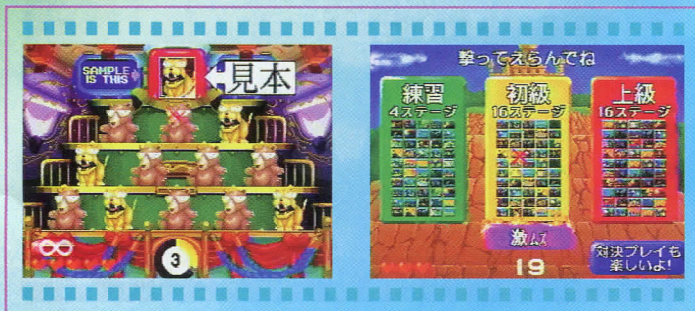 SAMPLE
IS THIS
見本
3
撃ってえらんでね
練習
4ステージ
初級
16ステージ
上級
16ステージ
激ムズ
19
対決プレイも
楽しいよ!